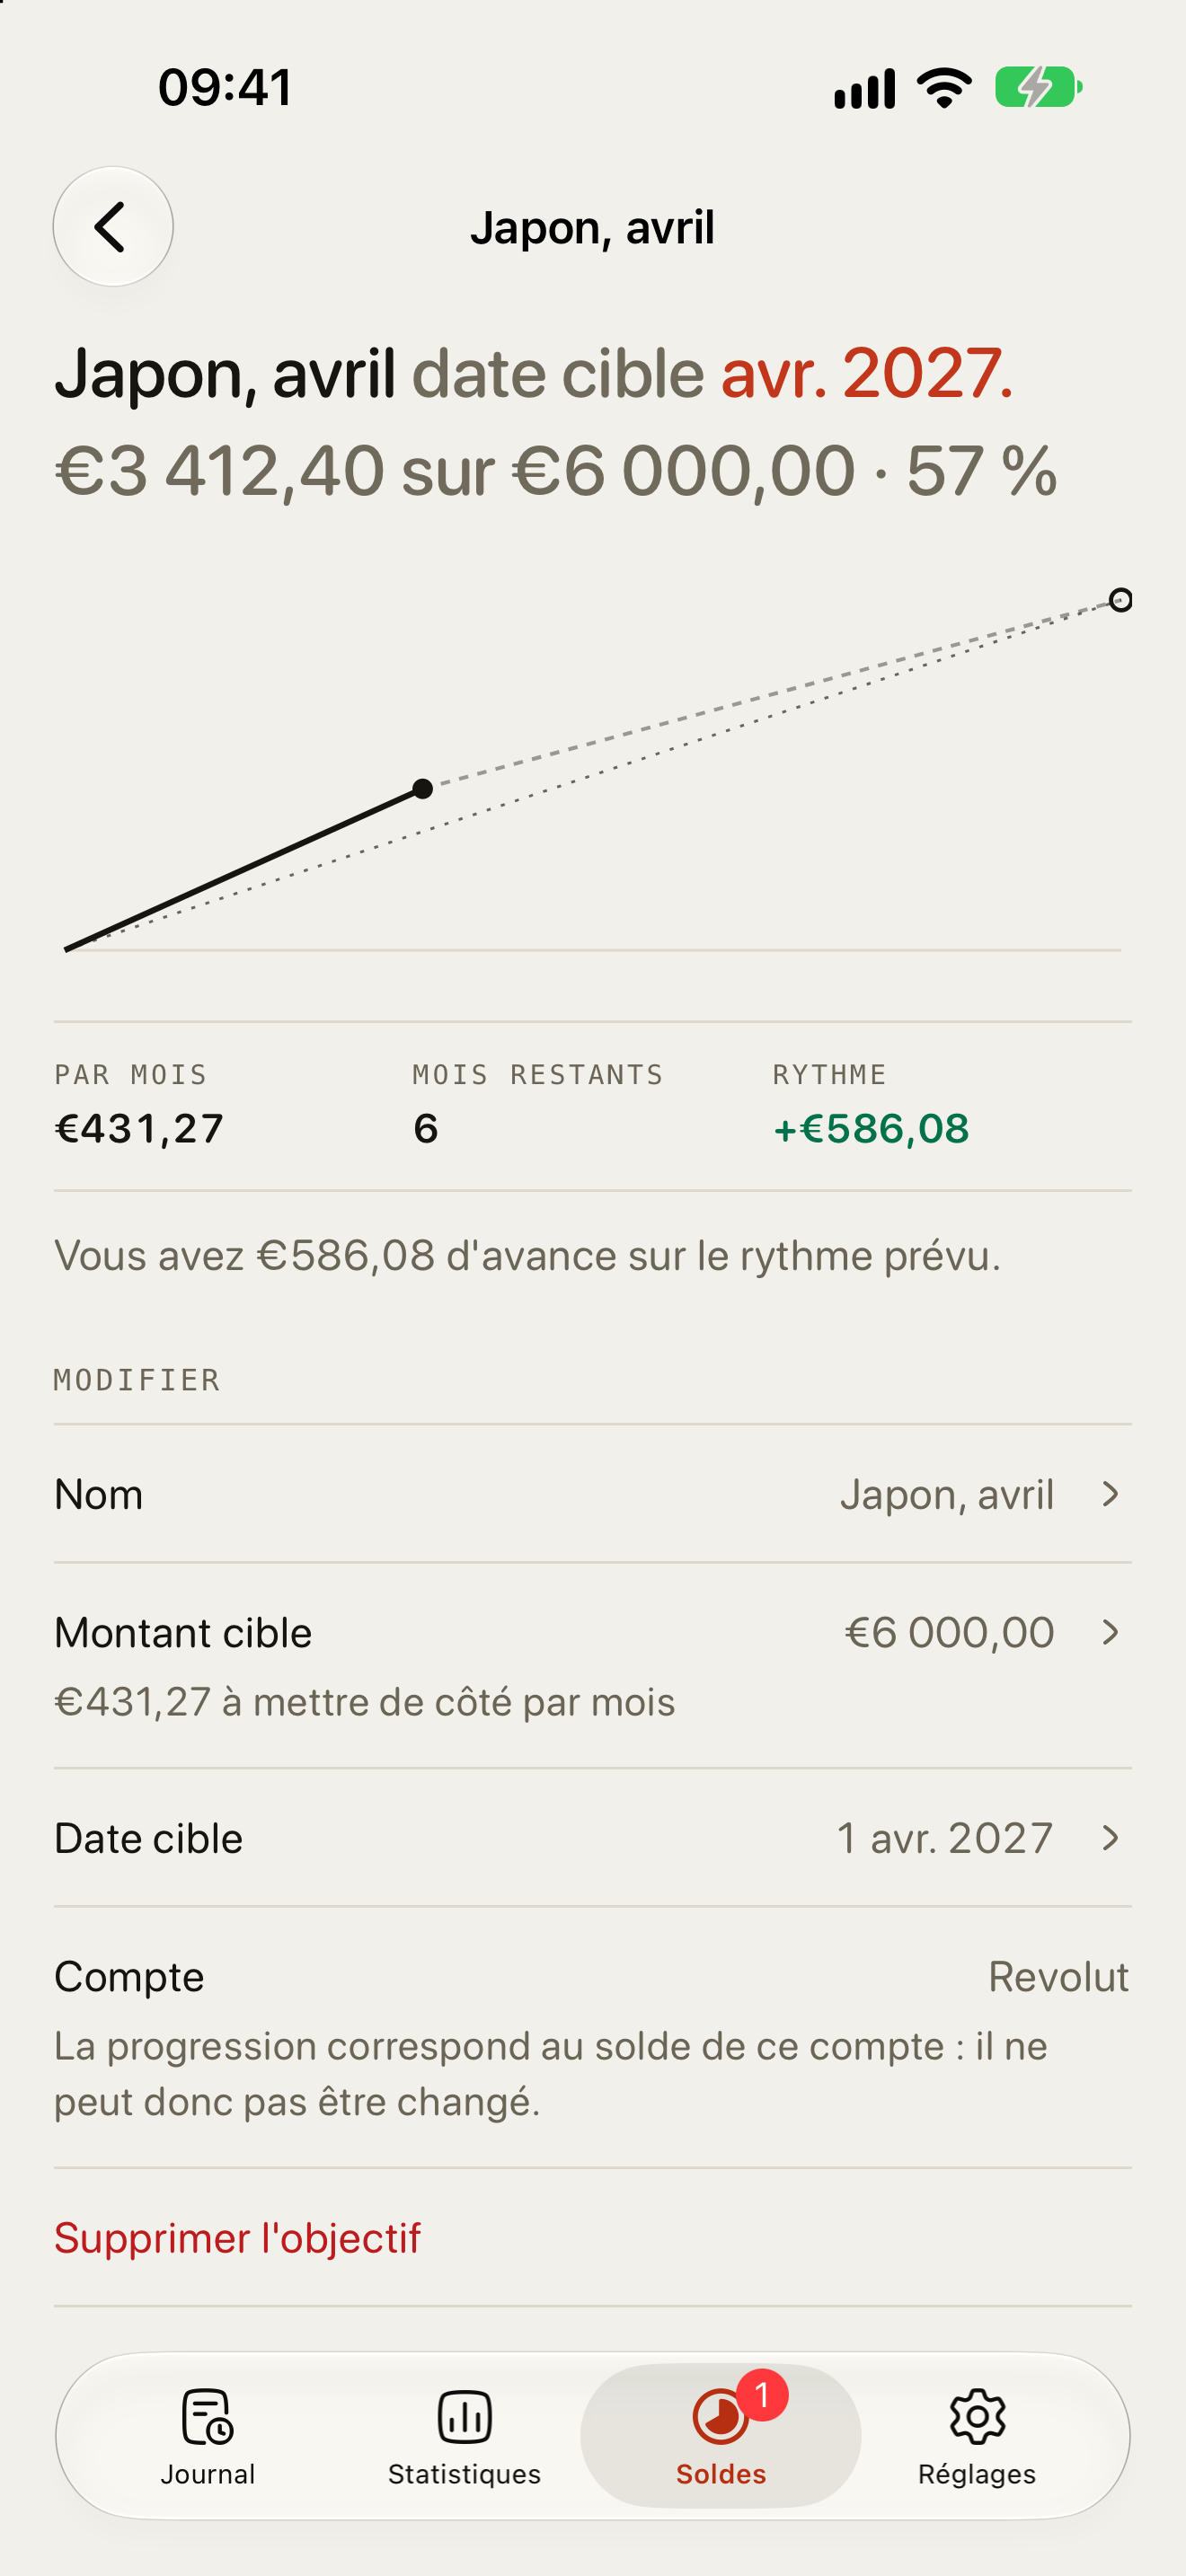 09:41
Japon, avril
Japon, avril date cible avr. 2027.
€3 412,40 sur €6 000,00 · 57 %
PAR MOIS
€431,27
MOIS RESTANTS
6
RYTHME
+€586,08
Vous avez €586,08 d'avance sur le rythme prévu.
MODIFIER
Nom
Japon, avril
Montant cible
€6 000,00
€431,27 à mettre de côté par mois
Date cible
1 avr. 2027
Compte
Revolut
La progression correspond au solde de ce compte : il ne
peut donc pas être changé.
Supprimer l'objectif
1
Journal
Statistiques
Soldes
Réglages